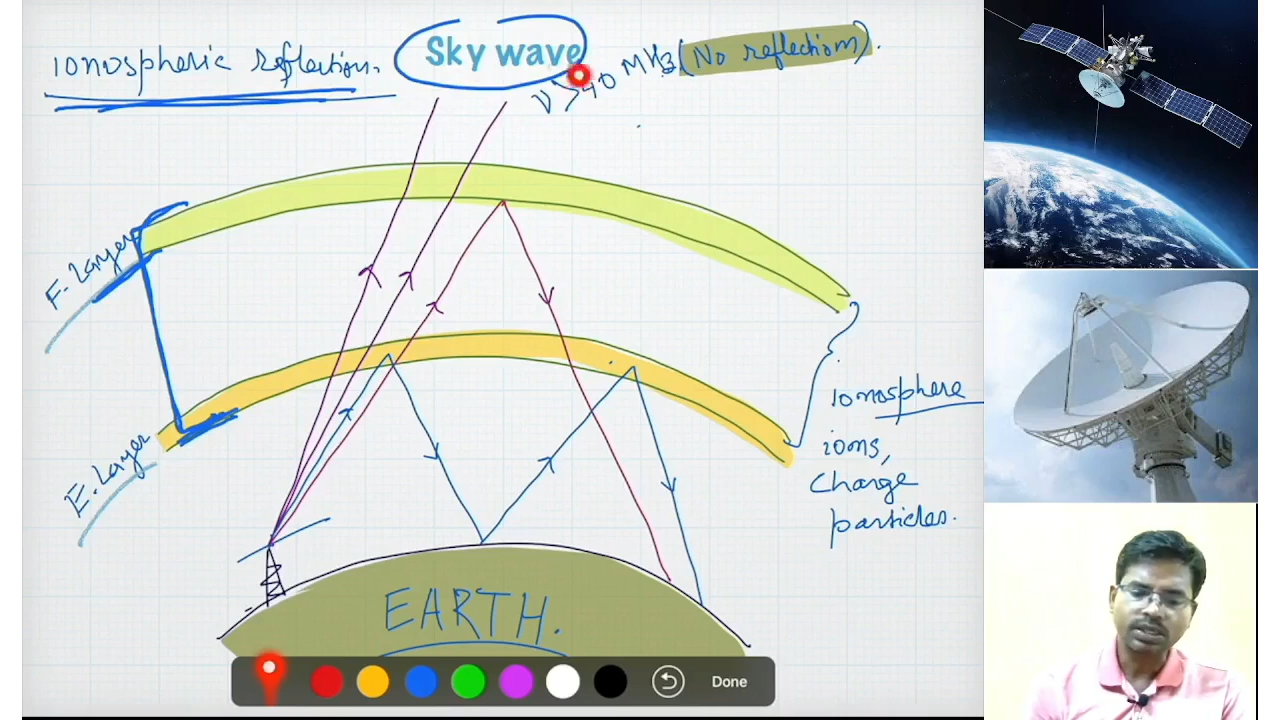 ionospheric reflection.
Sky wave
ν > 40 MHz (No reflection).
F. Layer
E. Layer
ionosphere
ions,
Charge
particles.
EARTH.
Done